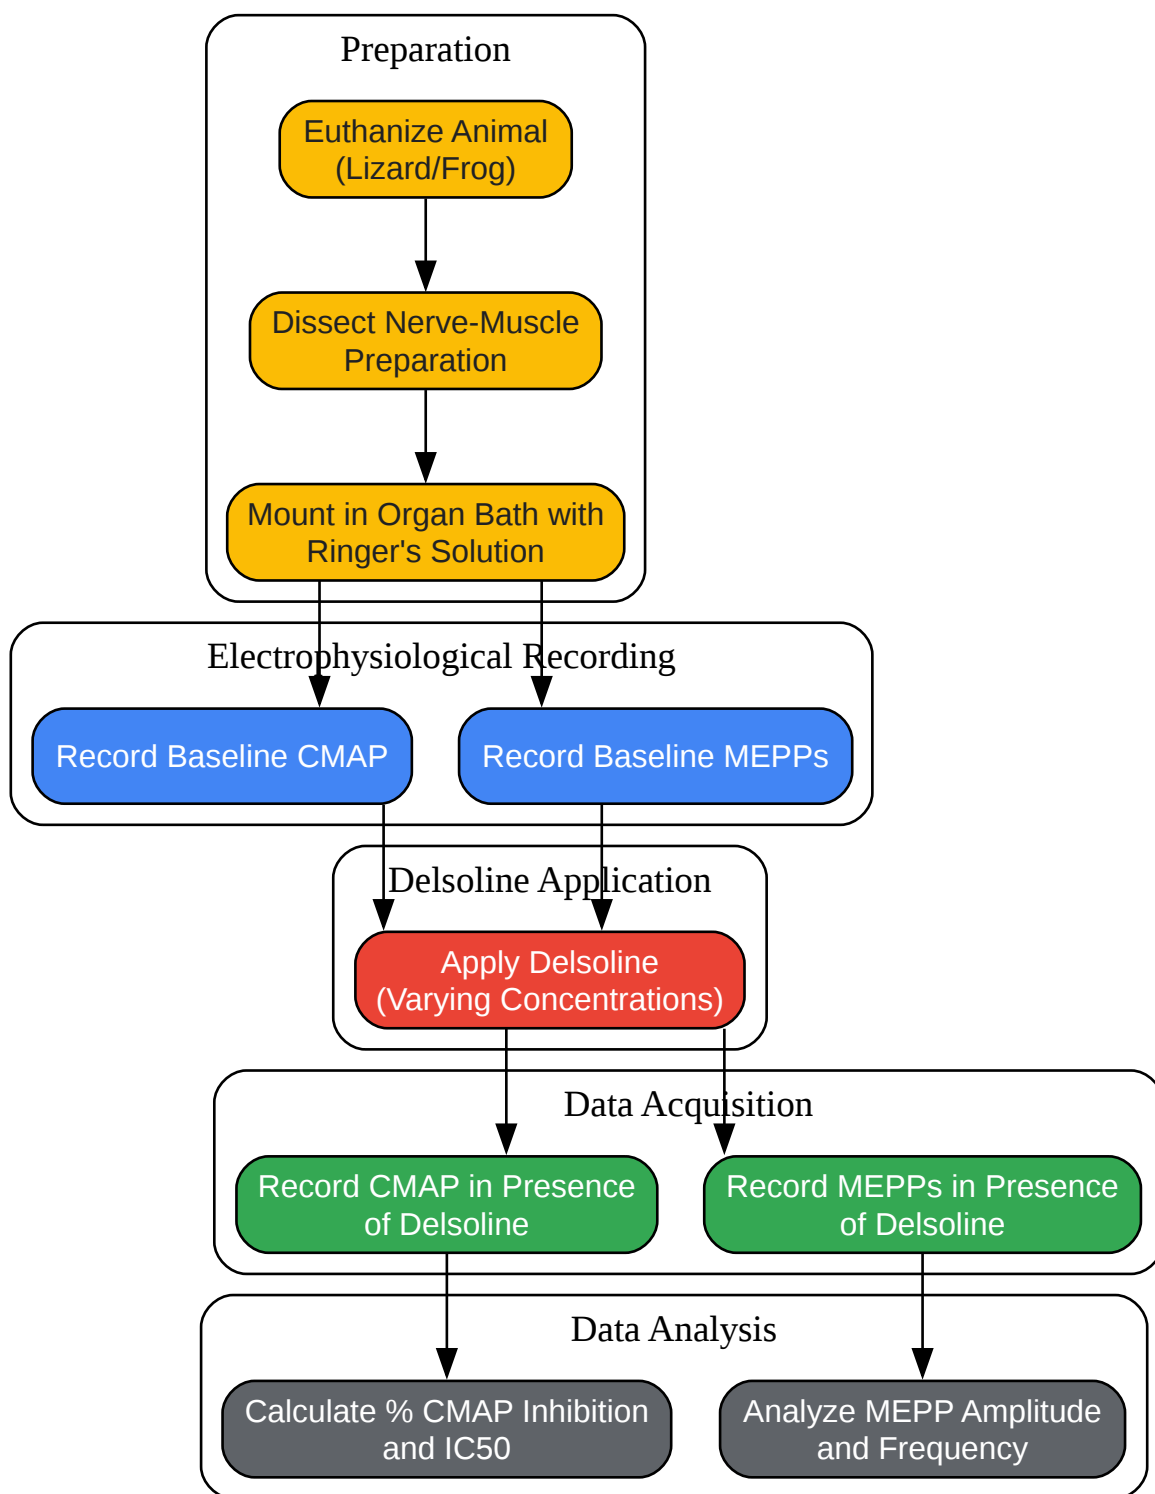 Preparation
Euthanize Animal
(Lizard/Frog)
Dissect Nerve-Muscle
Preparation
Mount in Organ Bath with
Ringer's Solution
Electrophysiological Recording
Record Baseline CMAP
Record Baseline MEPPs
Delsoline Application
Apply Delsoline
(Varying Concentrations)
Data Acquisition
Record CMAP in Presence
of Delsoline
Record MEPPs in Presence
of Delsoline
Data Analysis
Calculate % CMAP Inhibition
and IC50
Analyze MEPP Amplitude
and Frequency